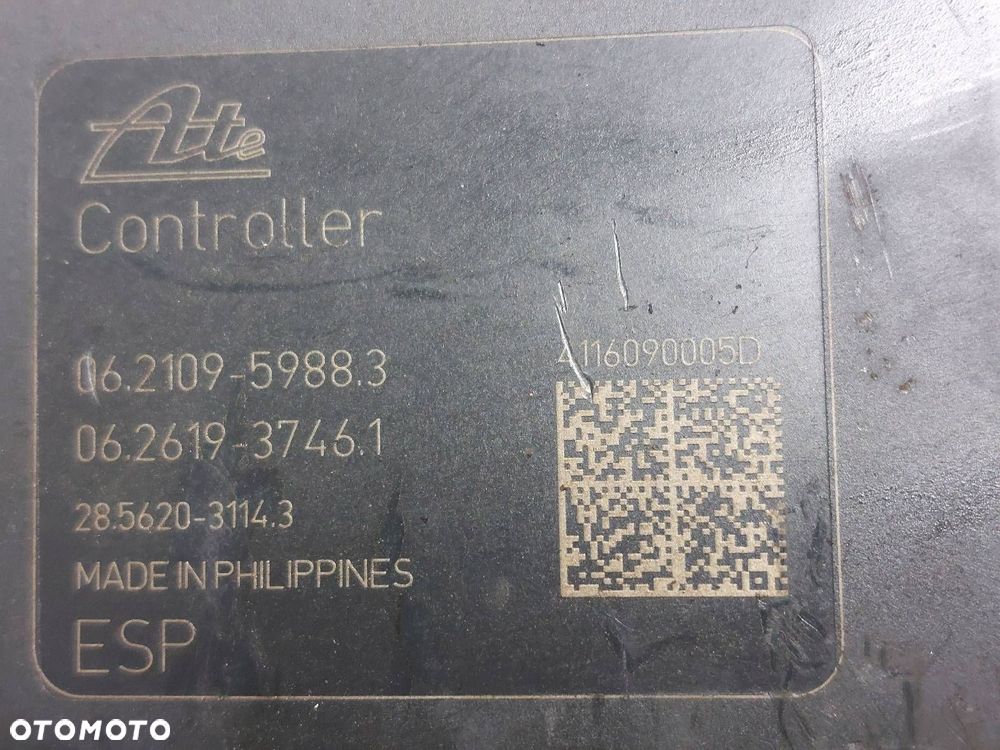 Ate
Controller
06.2109-5988.3
06.2619-3746.1
28.5620-3114.3
MADE IN PHILIPPINES
ESP
A116090005D
OTOMOTO